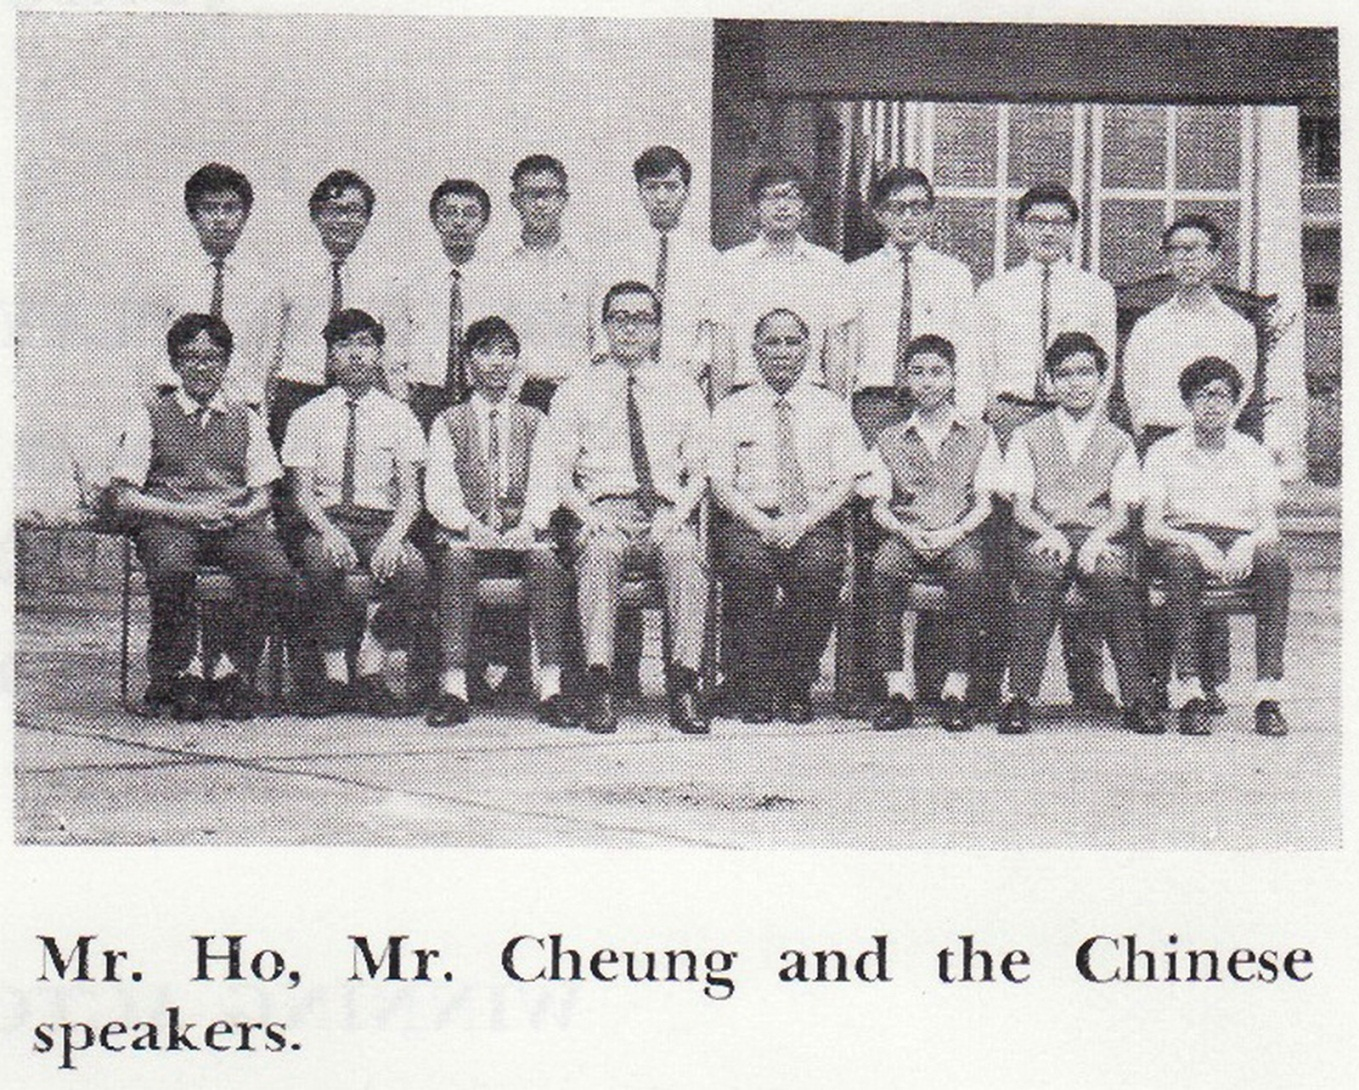 Mr. Ho, Mr. Cheung and the Chinese
speakers.